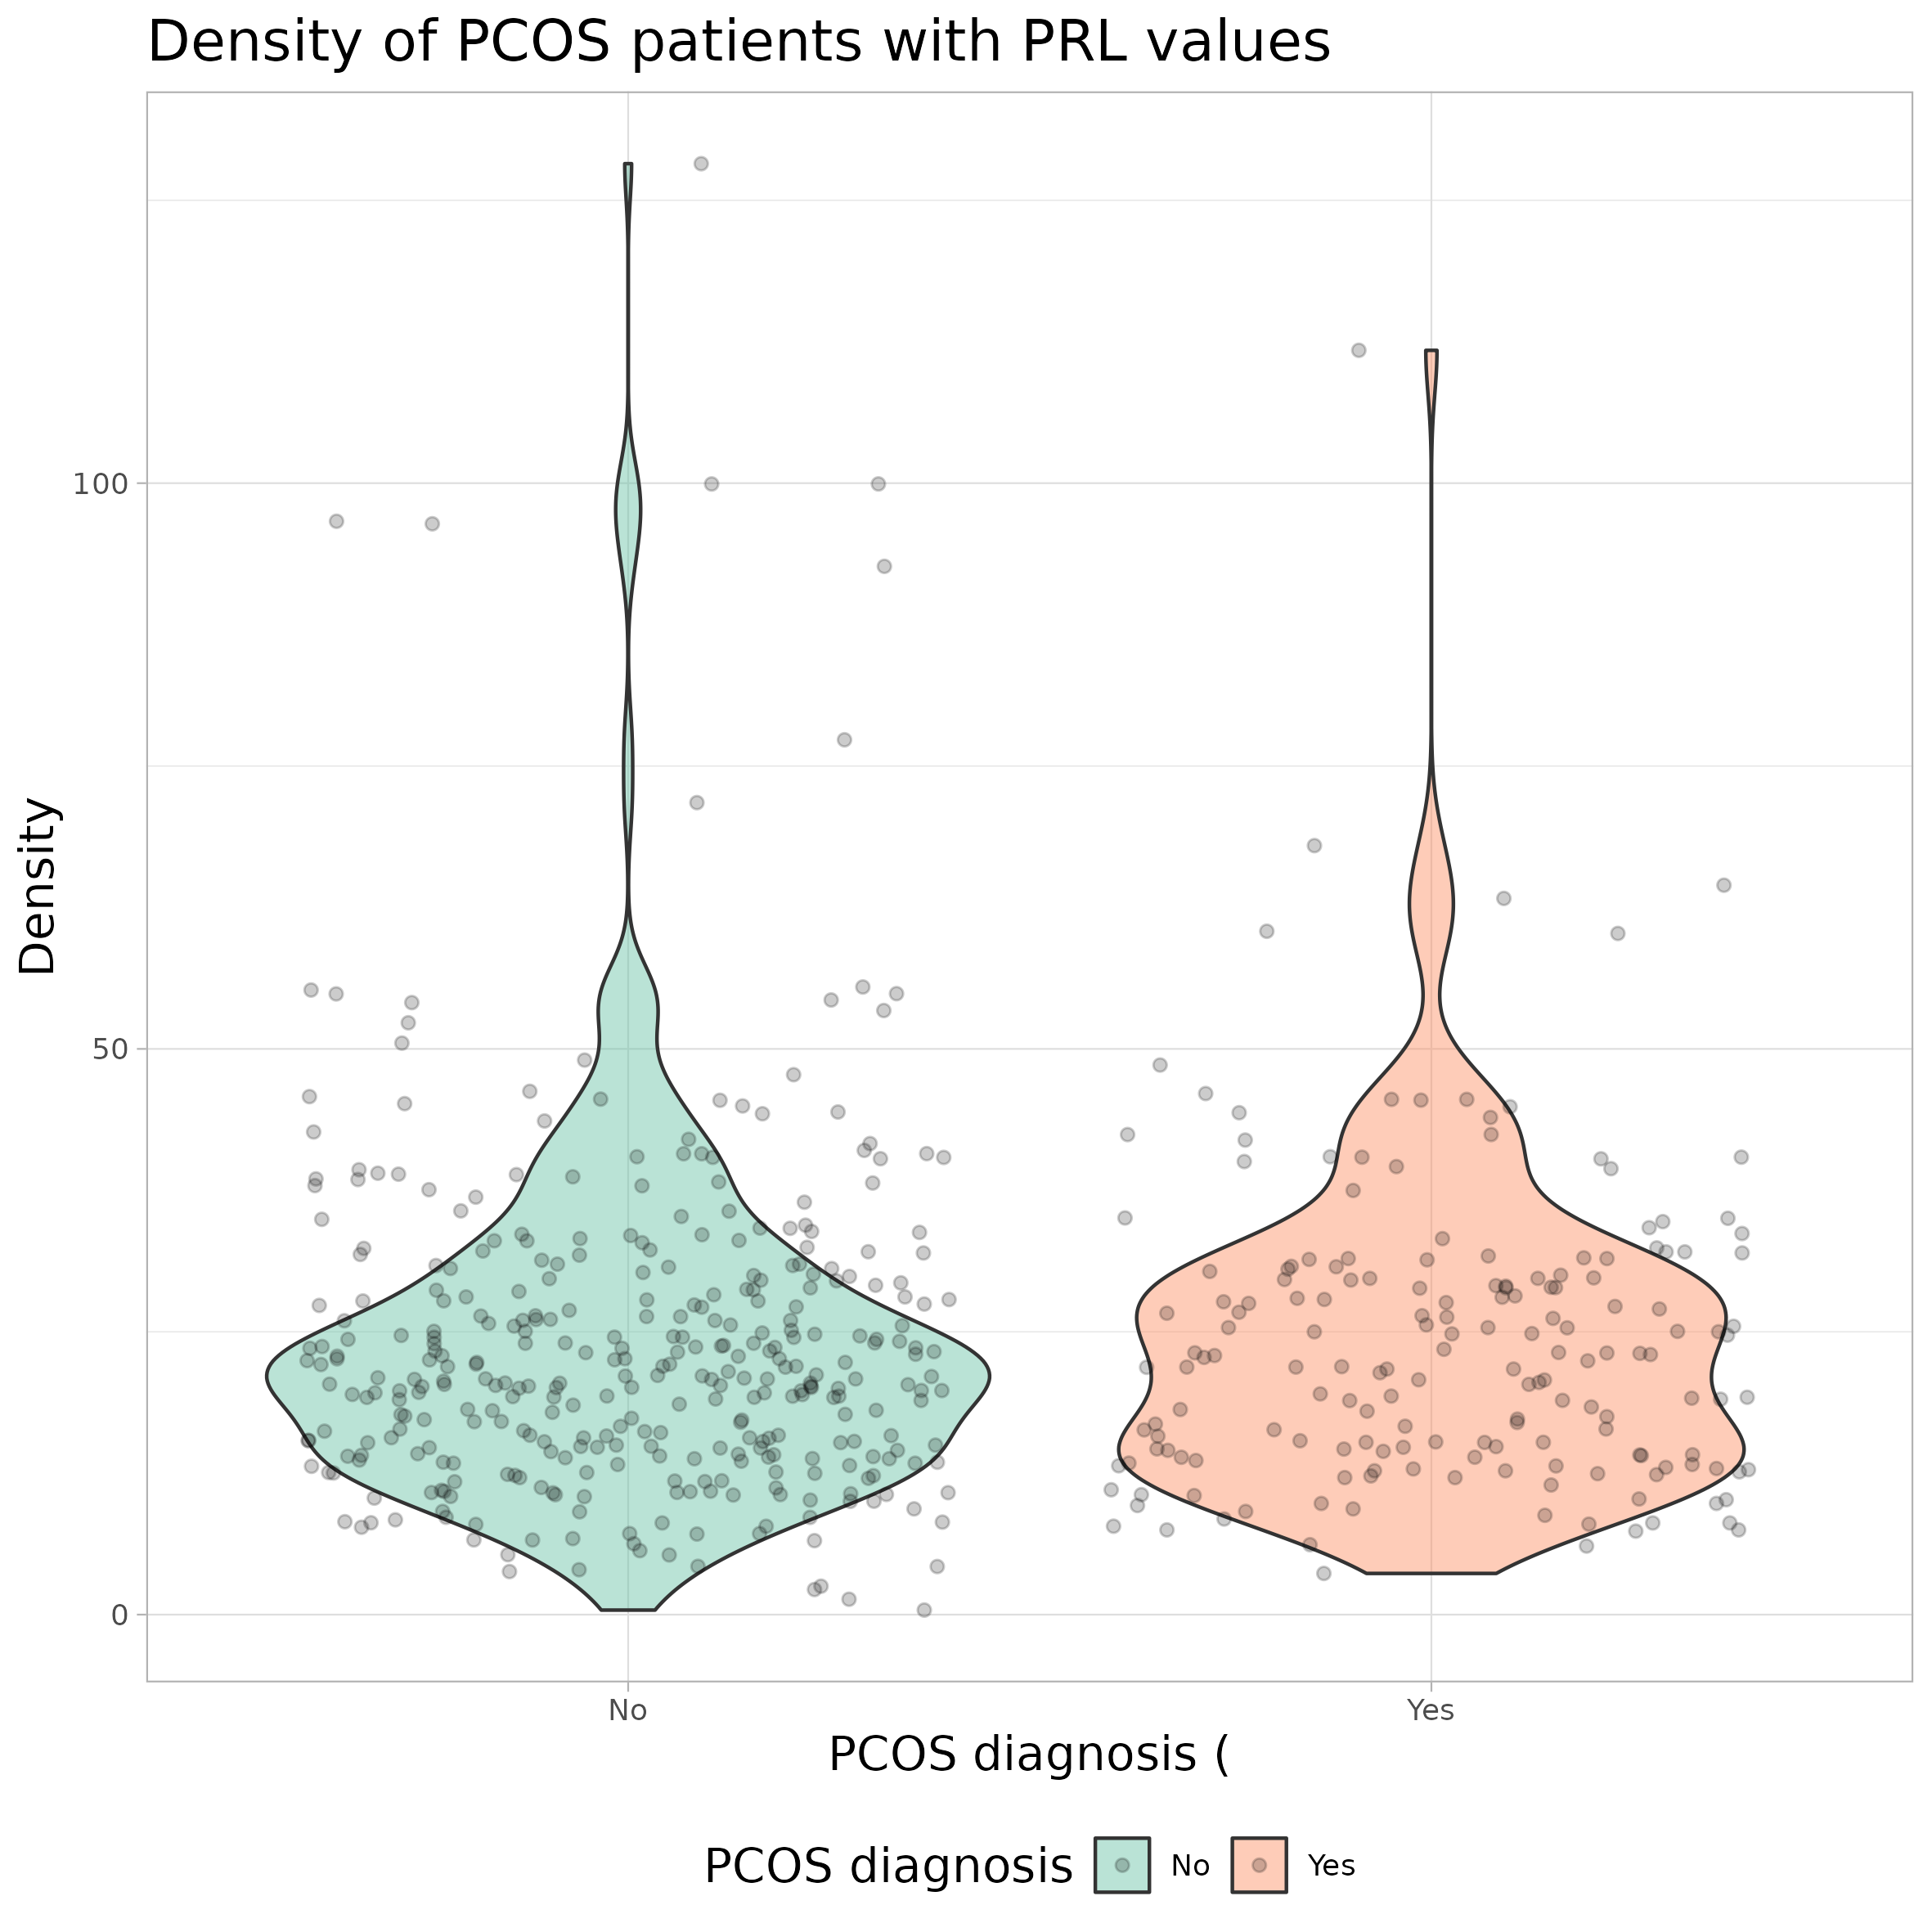 Density of PCOS patients with PRL values
Density
100
50
0
No
Yes
PCOS diagnosis (
PCOS diagnosis No Yes